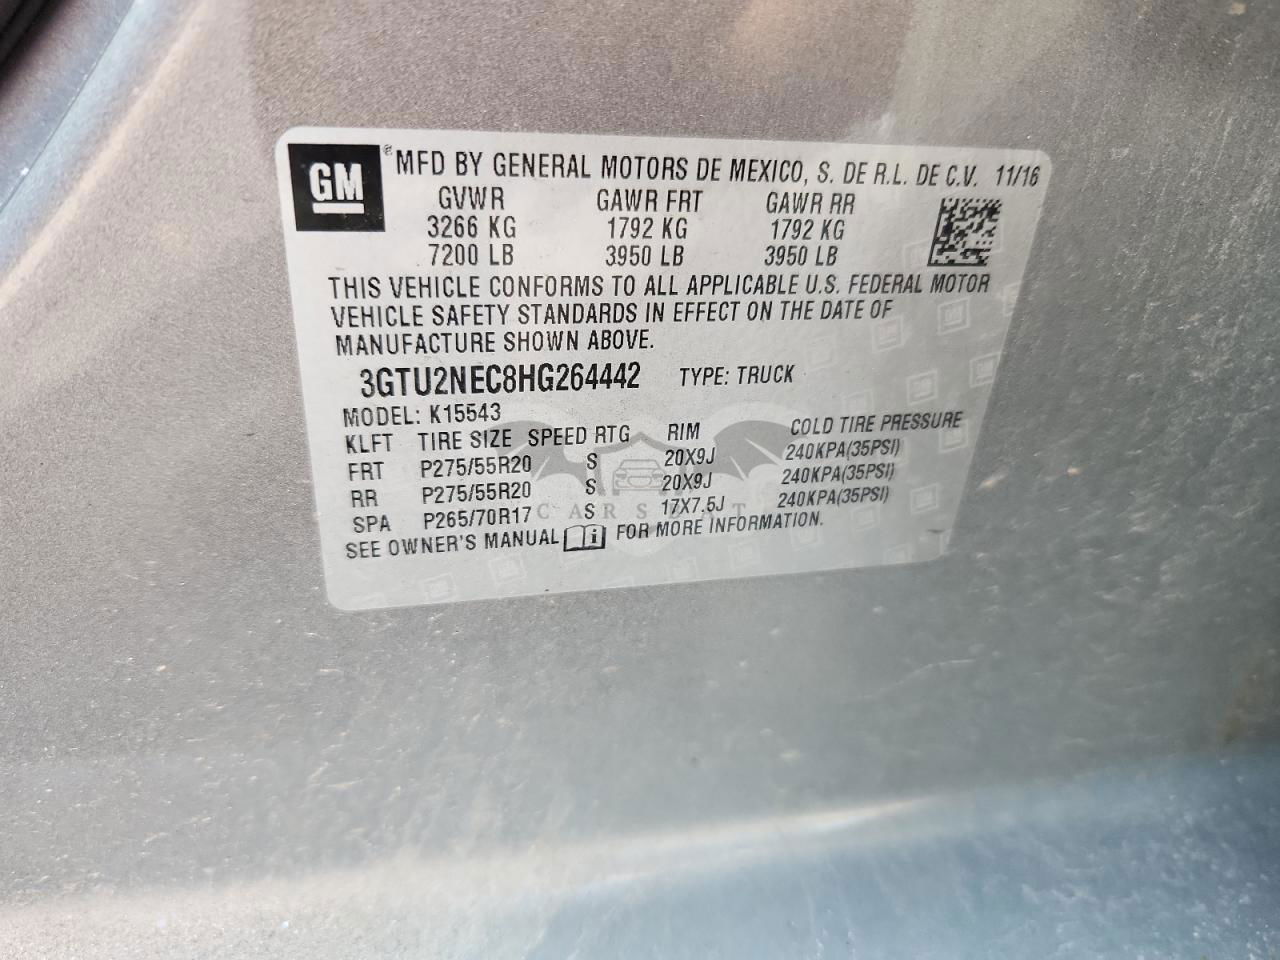 GM ® MFD BY GENERAL MOTORS DE MEXICO, S. DE R.L. DE C.V. 11/16
GVWR GAWR FRT GAWR RR
3266 KG 1792 KG 1792 KG
7200 LB 3950 LB 3950 LB
THIS VEHICLE CONFORMS TO ALL APPLICABLE U.S. FEDERAL MOTOR
VEHICLE SAFETY STANDARDS IN EFFECT ON THE DATE OF
MANUFACTURE SHOWN ABOVE.
3GTU2NEC8HG264442 TYPE: TRUCK
MODEL: K15543
KLFT TIRE SIZE SPEED RTG RIM COLD TIRE PRESSURE
FRT P275/55R20 S 20X9J 240KPA(35PSI)
RR P275/55R20 S 20X9J 240KPA(35PSI)
SPA P265/70R17 S 17X7.5J 240KPA(35PSI)
SEE OWNER'S MANUAL i FOR MORE INFORMATION.